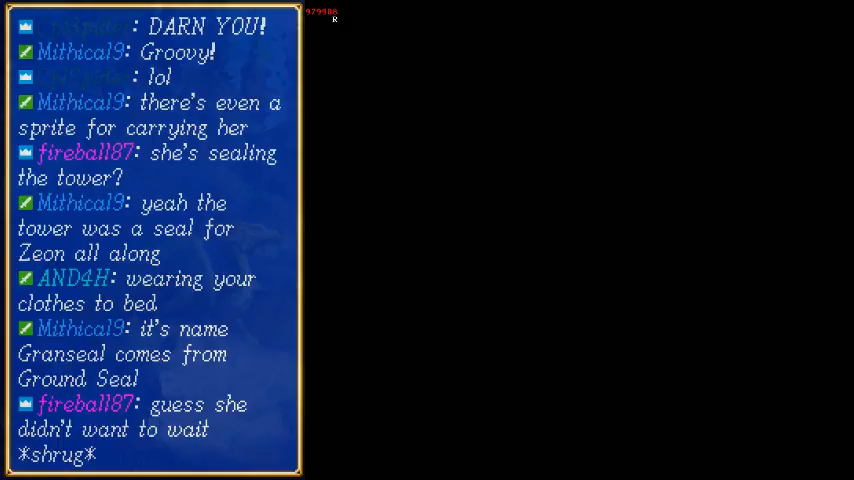 : DARN YOU!
Mithical9: Groovy!
: lol
Mithical9: there's even a
sprite for carrying her
fireball87: she's sealing
the tower?
Mithical9: yeah the
tower was a seal for
Zeon all along
AND4H: wearing your
clothes to bed
Mithical9: it's name
Granseal comes from
Ground Seal
fireball87: guess she
didn't want to wait
*shrug*
979908
R